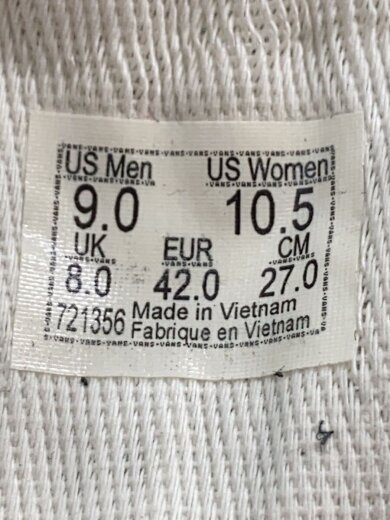 US Men US Women
9.0 10.5
UK EUR CM
8.0 42.0 27.0
721356 Made in Vietnam
Fabrique en Vietnam